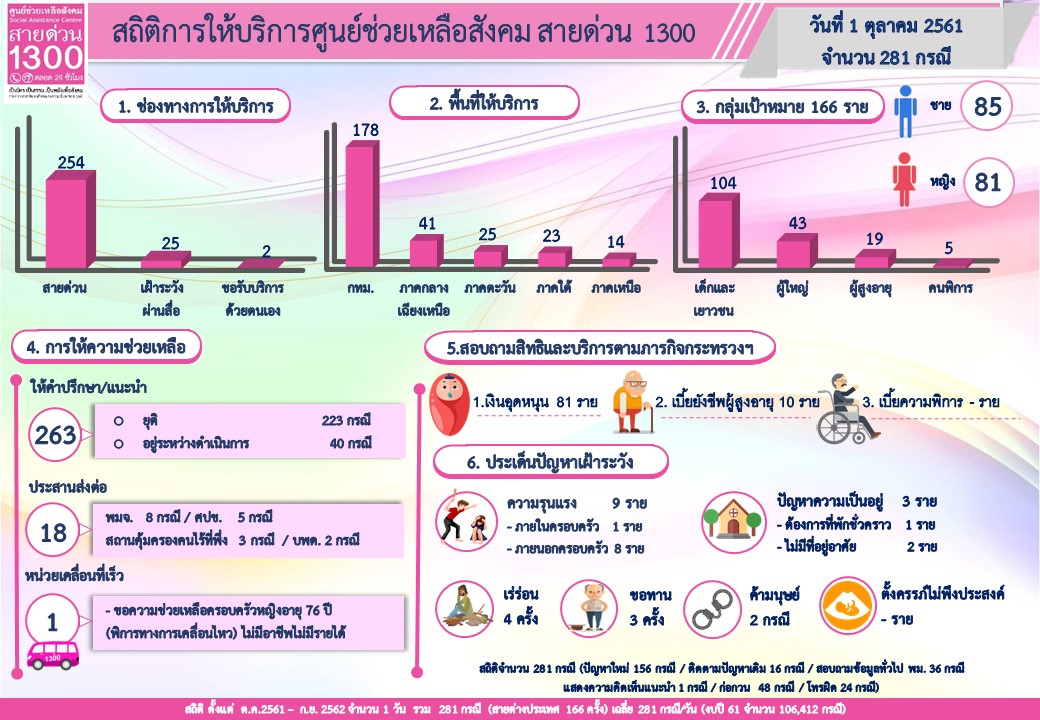 ศูนย์ช่วยเหลือสังคม
Social Assistance Centre
สายด่วน
1300
ตลอด 24 ชั่วโมง
สถิติการให้บริการศูนย์ช่วยเหลือสังคม สายด่วน 1300
วันที่ 1 ตุลาคม 2561
จำนวน 281 กรณี
1. ช่องทางการให้บริการ
254
25
2
สายด่วน
เฝ้าระวัง
ผ่านสื่อ
ขอรับบริการ
ด้วยตนเอง
2. พื้นที่ให้บริการ
178
41
25
23
14
กทม.
ภาคกลาง
ภาคตะวัน
ภาคใต้
ภาคเหนือ
เฉียงเหนือ
3. กลุ่มเป้าหมาย 166 ราย
ชาย
85
หญิง
81
104
43
19
5
เด็กและ
เยาวชน
ผู้ใหญ่
ผู้สูงอายุ
คนพิการ
4. การให้ความช่วยเหลือ
ให้คำปรึกษา/แนะนำ
263
ยุติ 223 กรณี
อยู่ระหว่างดำเนินการ 40 กรณี
ประสานส่งต่อ
18
พมจ. 8 กรณี / ศปข. 5 กรณี
สถานคุ้มครองคนไร้ที่พึ่ง 3 กรณี / บพด. 2 กรณี
หน่วยเคลื่อนที่เร็ว
1
- ขอความช่วยเหลือครอบครัวหญิงอายุ 76 ปี
(พิการทางการเคลื่อนไหว) ไม่มีอาชีพไม่มีรายได้
1300
5.สอบถามสิทธิและบริการตามภารกิจกระทรวงฯ
1.เงินอุดหนุน 81 ราย
2. เบี้ยยังชีพผู้สูงอายุ 10 ราย
3. เบี้ยความพิการ - ราย
6. ประเด็นปัญหาเฝ้าระวัง
ความรุนแรง 9 ราย
- ภายในครอบครัว 1 ราย
- ภายนอกครอบครัว 8 ราย
ปัญหาความเป็นอยู่ 3 ราย
- ต้องการที่พักชั่วคราว 1 ราย
- ไม่มีที่อยู่อาศัย 2 ราย
เร่ร่อน
4 ครั้ง
ขอทาน
3 ครั้ง
ค้ามนุษย์
2 กรณี
ตั้งครรภ์ไม่พึงประสงค์
- ราย
สถิติจำนวน 281 กรณี (ปัญหาใหม่ 156 กรณี / ติดตามปัญหาเดิม 16 กรณี / สอบถามข้อมูลทั่วไป พม. 36 กรณี
แสดงความคิดเห็นแนะนำ 1 กรณี / ก่อกวน 48 กรณี / โทรผิด 24 กรณี)
สถิติ ตั้งแต่ ต.ค.2561 – ก.ย. 2562 จำนวน 1 วัน รวม 281 กรณี (สายต่างประเทศ 166 ครั้ง) เฉลี่ย 281 กรณี/วัน (งบปี 61 จำนวน 106,412 กรณี)